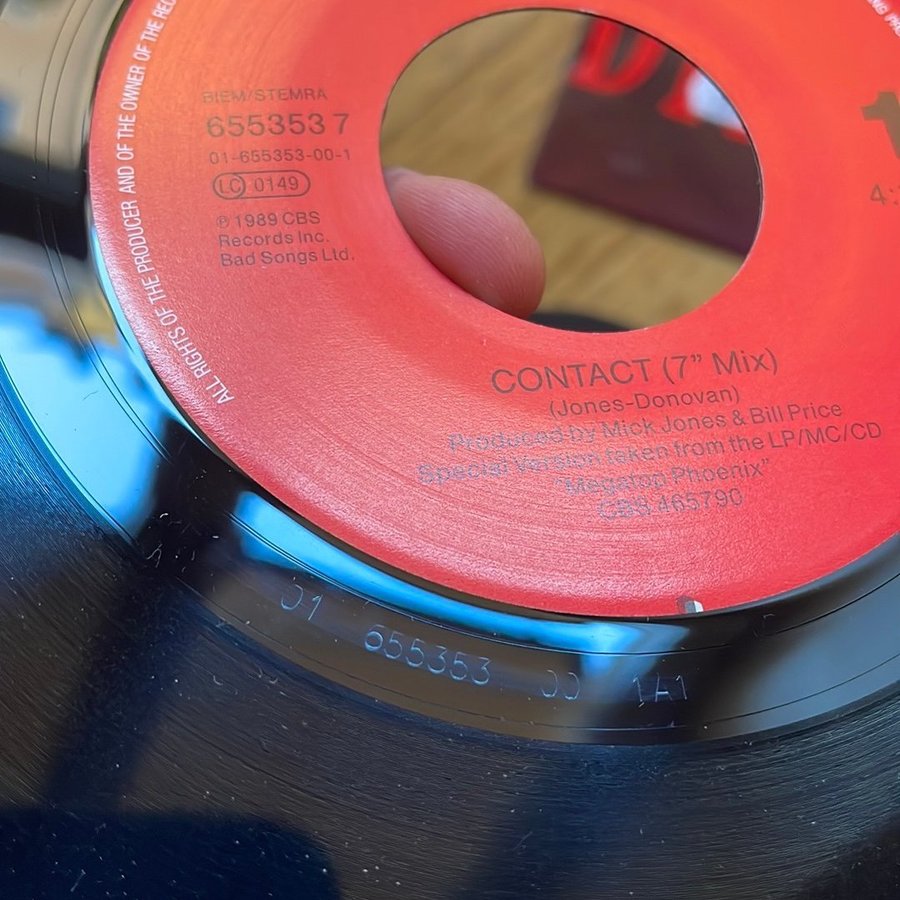 ALL RIGHTS OF THE PRODUCER AND OF THE OWNER OF THE REC
BIEM/STEMRA
655353 7
01-655353-00-1
LC 0149
℗ 1989 CBS
Records Inc.
Bad Songs Ltd.
CONTACT (7” Mix)
(Jones-Donovan)
Produced by Mick Jones & Bill Price
Special Version taken from the LP/MC/CD
"Megatop Phoenix"
CBS 465790
01 655353 00 1A1